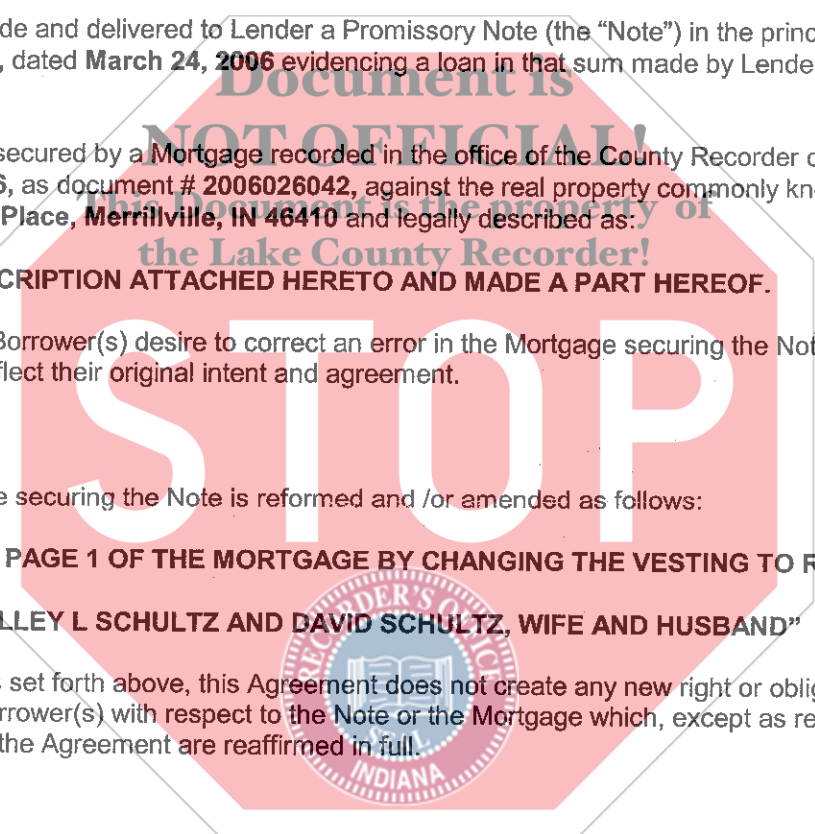 de and delivered to Lender a Promissory Note (the “Note”) in the princ
, dated March 24, 2006 evidencing a loan in that sum made by Lende
Document is
NOT OFFICIAL!
secured by a Mortgage recorded in the office of the County Recorder
6, as document # 2006026042, against the real property commonly kn
This Document is the property of
Place, Merrillville, IN 46410 and legally described as:
the Lake County Recorder!
CRIPTION ATTACHED HERETO AND MADE A PART HEREOF.
Borrower(s) desire to correct an error in the Mortgage securing the Not
flect their original intent and agreement.
STOP
e securing the Note is reformed and /or amended as follows:
PAGE 1 OF THE MORTGAGE BY CHANGING THE VESTING TO R
LLEY L SCHULTZ AND DAVID SCHULTZ, WIFE AND HUSBAND”
RECORDER'S OFFICE
s set forth above, this Agreement does not create any new right or oblig
rrower(s) with respect to the Note or the Mortgage which, except as re
the Agreement are reaffirmed in full.
SEAL
INDIANA